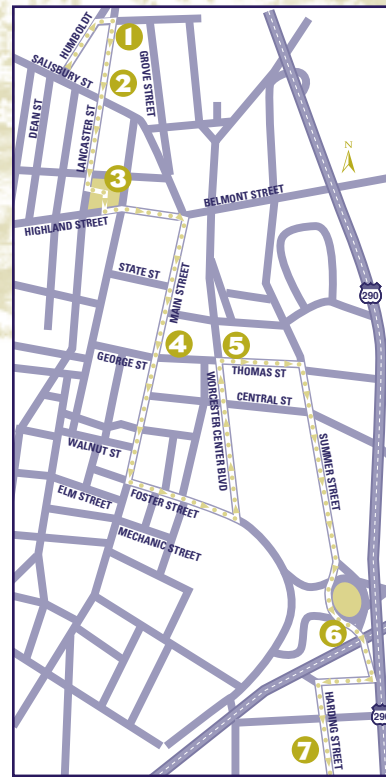 HUMBOLDT
1
SALISBURY ST
2
GROVE STREET
DEAN ST
LANCASTER ST
3
N
BELMONT STREET
HIGHLAND STREET
STATE ST
MAIN STREET
290
4
5
GEORGE ST
THOMAS ST
WORCESTER CENTER BLVD
CENTRAL ST
SUMMER STREET
WALNUT ST
ELM STREET
FOSTER STREET
MECHANIC STREET
6
HARDING STREET
290
7